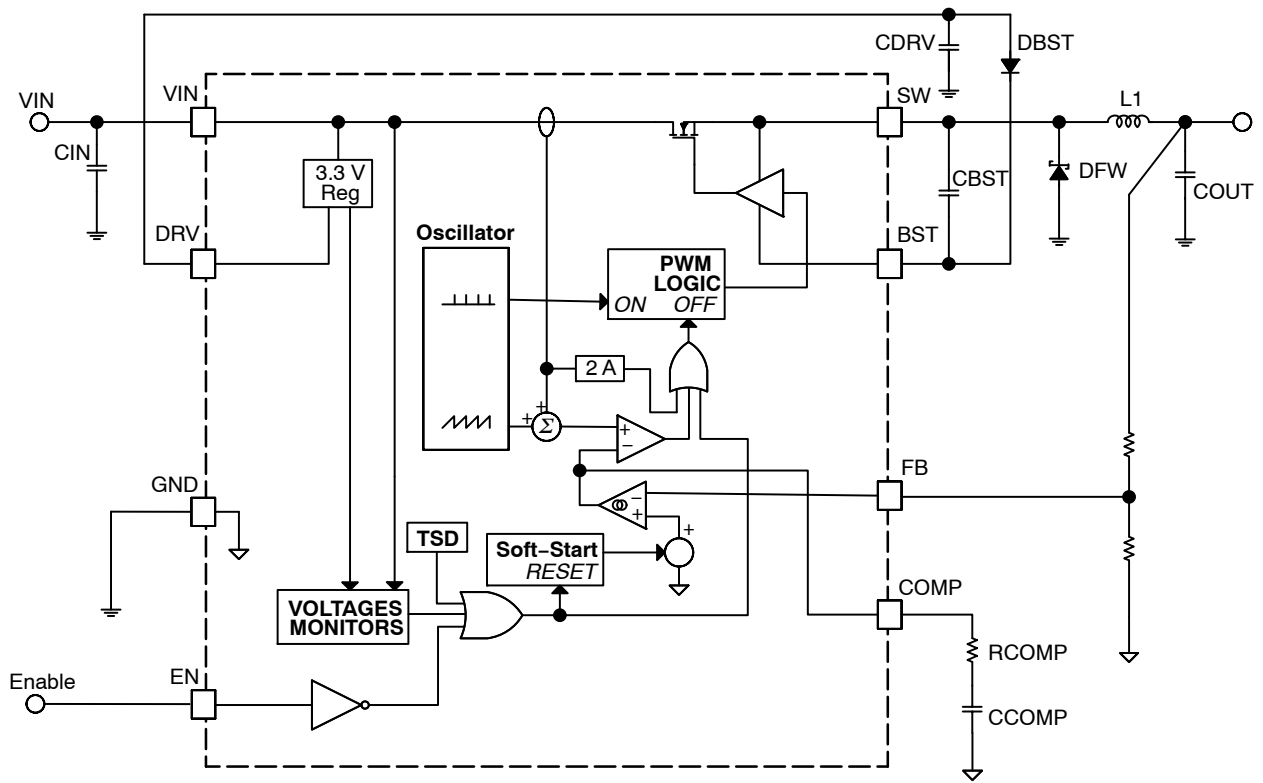 CDRV
DBST
VIN
VIN
SW
L1
CIN
3.3 V
Reg
CBST
DFW
COUT
DRV
BST
Oscillator
PWM
LOGIC
ON OFF
2 A
+
+
Σ
+
−
FB
GND
−
+
+
TSD
Soft−Start
RESET
COMP
VOLTAGES
MONITORS
RCOMP
EN
Enable
CCOMP